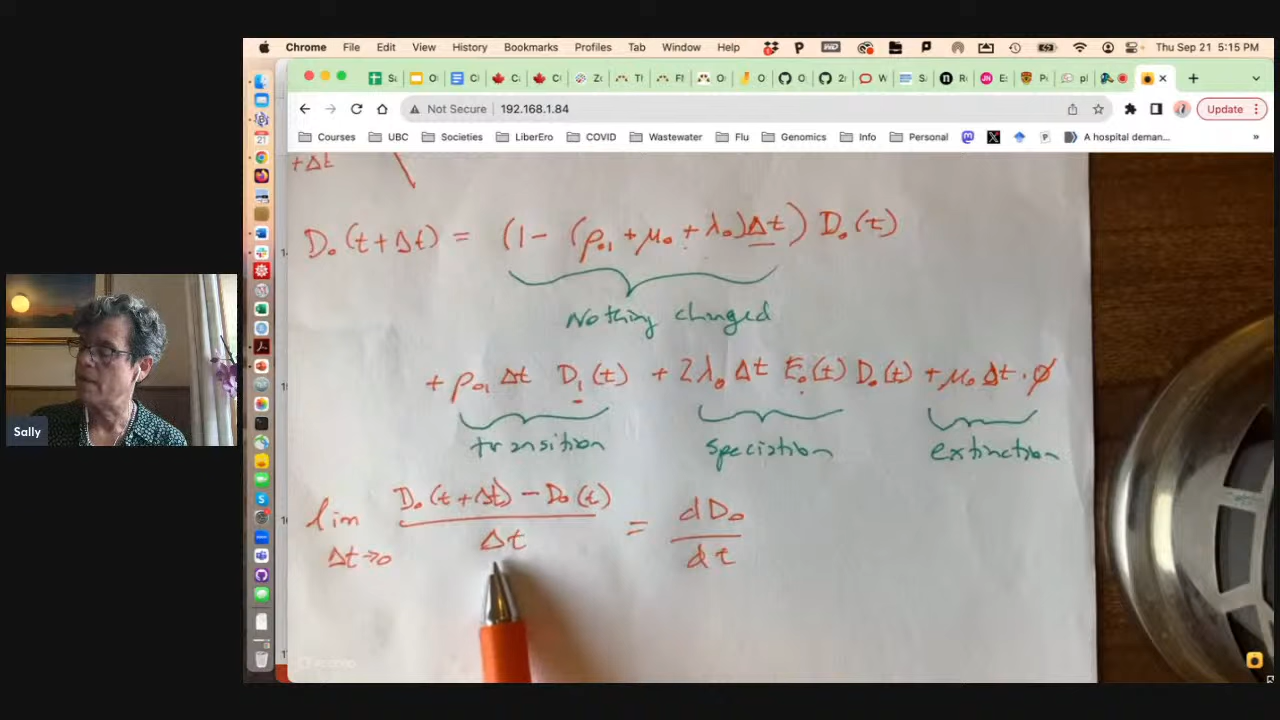 Chrome File Edit View History Bookmarks Profiles Tab Window Help Thu Sep 21 5:15 PM
Not Secure 192.168.1.84 Update
Courses UBC Societies LiberEro COVID Wastewater Flu Genomics Info Personal A hospital deman... »
+Δt
D₀(t+Δt) = (1 - (ρ₀₁ + μ₀ + λ₀)Δt) D₀(t)
Nothing changed
+ ρ₀₁ Δt D₁(t) + 2λ₀ Δt E₀(t) D₀(t) + μ₀ Δt · ∅
transition speciation extinction
lim Δt→0 D₀(t+Δt) - D₀(t) / Δt = dD₀ / dt
Sally